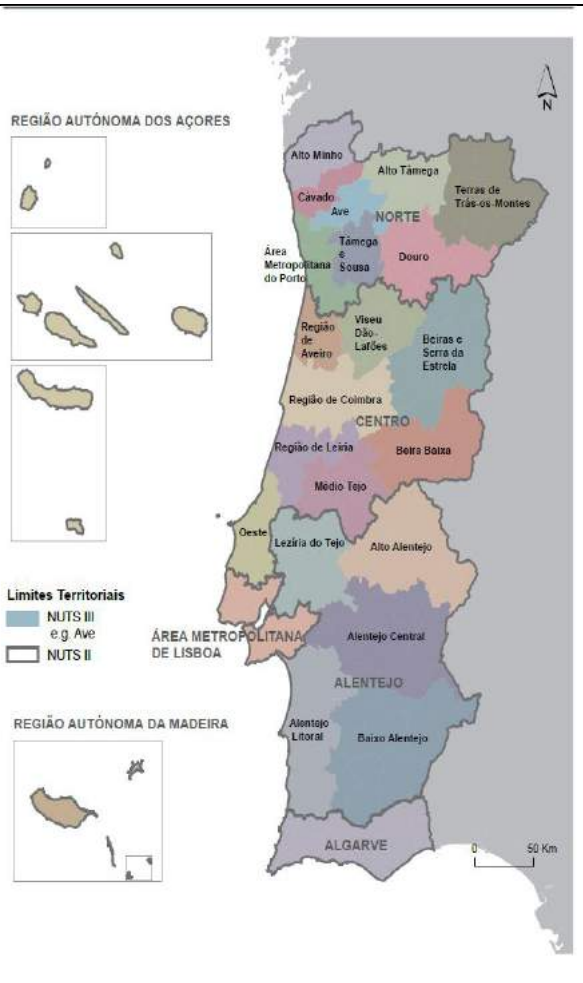 N
REGIÃO AUTÓNOMA DOS AÇORES
Alto Minho
Alto Tâmega
Terras de
Trás-os-Montes
Cávado
Ave
NORTE
Área
Metropolitana
do Porto
Tâmega
e
Sousa
Douro
Região
de
Aveiro
Viseu
Dão-
Lafões
Beiras e
Serra da
Estrela
Região de Coimbra
CENTRO
Região de Leiria
Beira Baixa
Médio Tejo
Oeste
Lezíria do Tejo
Alto Alentejo
Limites Territoriais
NUTS III
e.g. Ave
NUTS II
ÁREA METROPOLITANA
DE LISBOA
Alentejo Central
ALENTEJO
REGIÃO AUTÓNOMA DA MADEIRA
Alentejo
Litoral
Baixo Alentejo
ALGARVE
0 50 Km